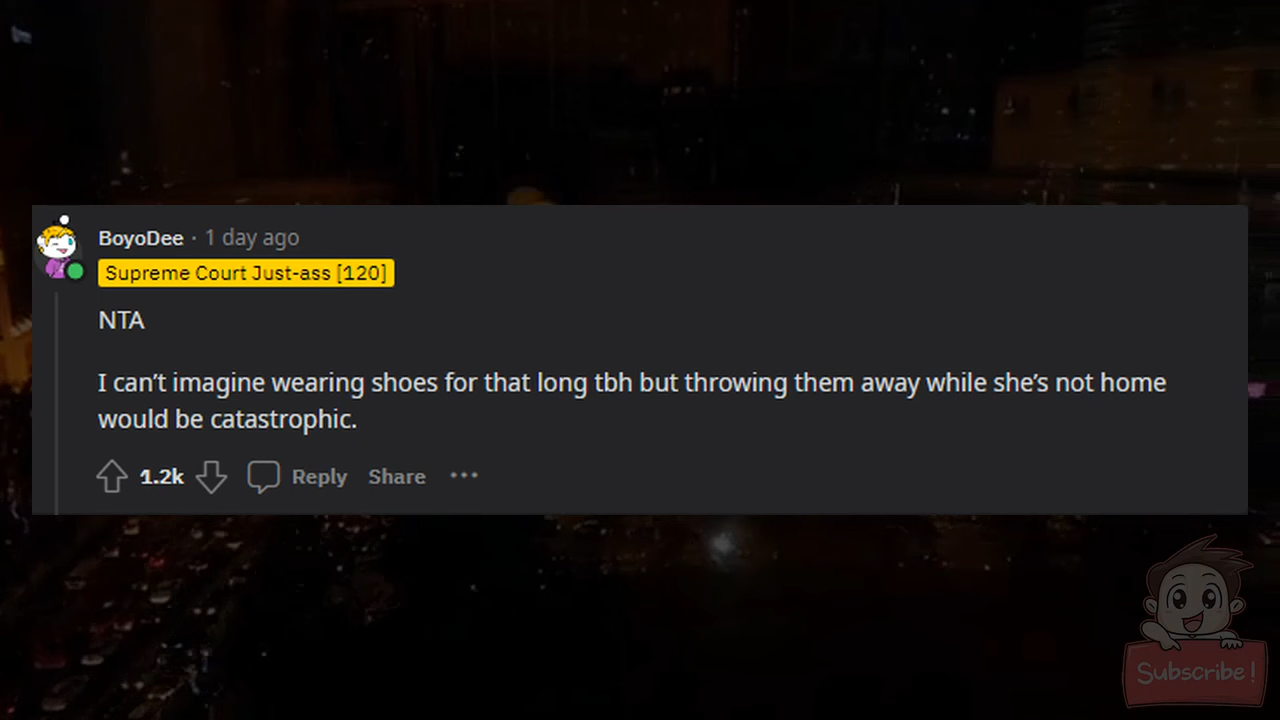 BoyoDee · 1 day ago
Supreme Court Just-ass [120]
NTA
I can’t imagine wearing shoes for that long tbh but throwing them away while she’s not home
would be catastrophic.
1.2k Reply Share ···
Subscribe!